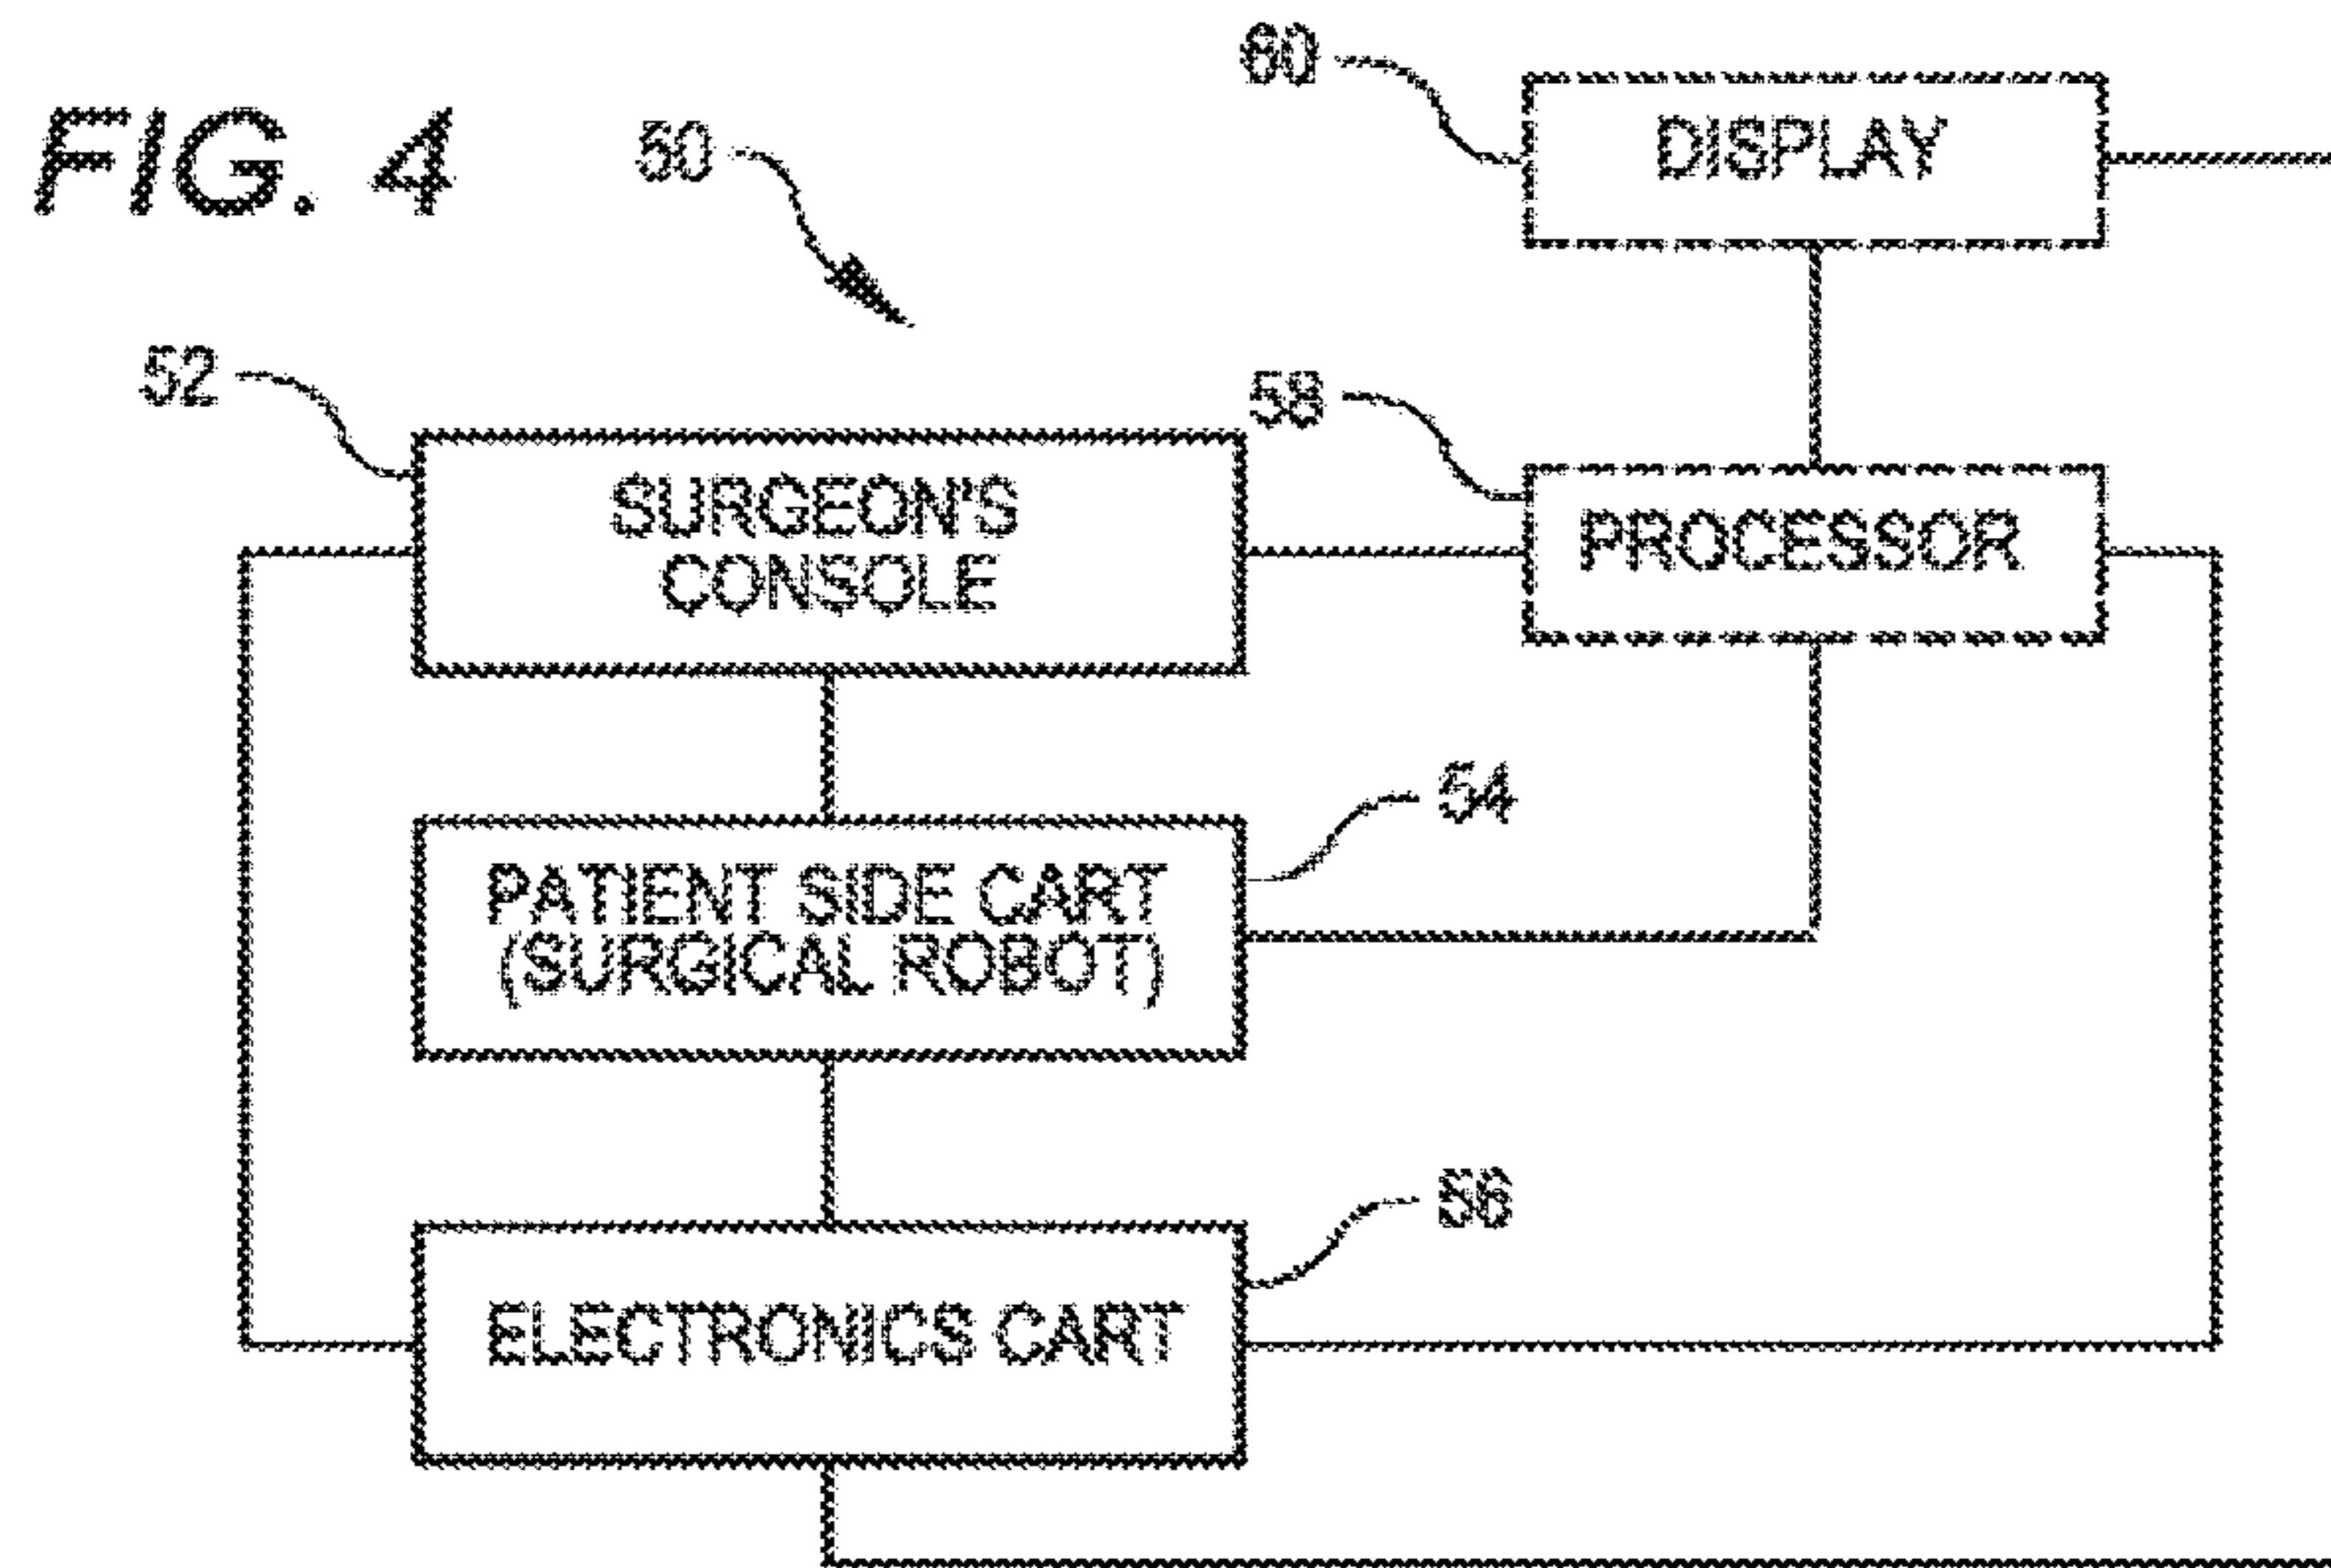 FIG. 4
50
60
DISPLAY
52
58
SURGEON'S
CONSOLE
PROCESSOR
54
PATIENT SIDE CART
(SURGICAL ROBOT)
56
ELECTRONICS CART